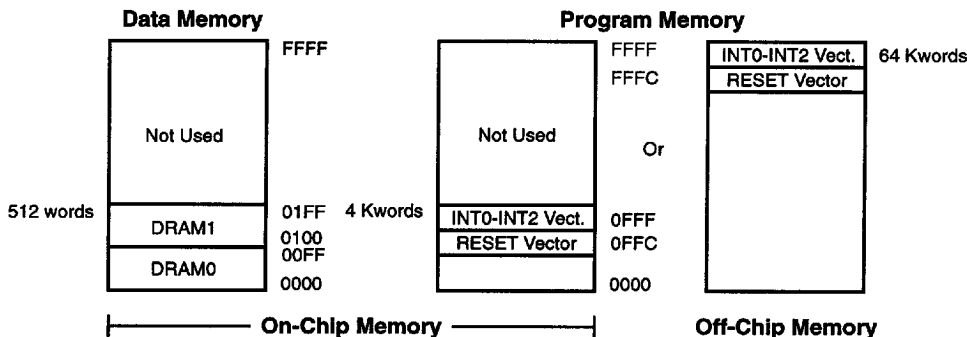 Data Memory
Program Memory
FFFF
FFFF
INT0-INT2 Vect.
64 Kwords
FFFC
RESET Vector
Not Used
Not Used
Or
512 words
01FF
4 Kwords
INT0-INT2 Vect.
0FFF
DRAM1
0100
RESET Vector
0FFC
00FF
DRAM0
0000
0000
On-Chip Memory
Off-Chip Memory